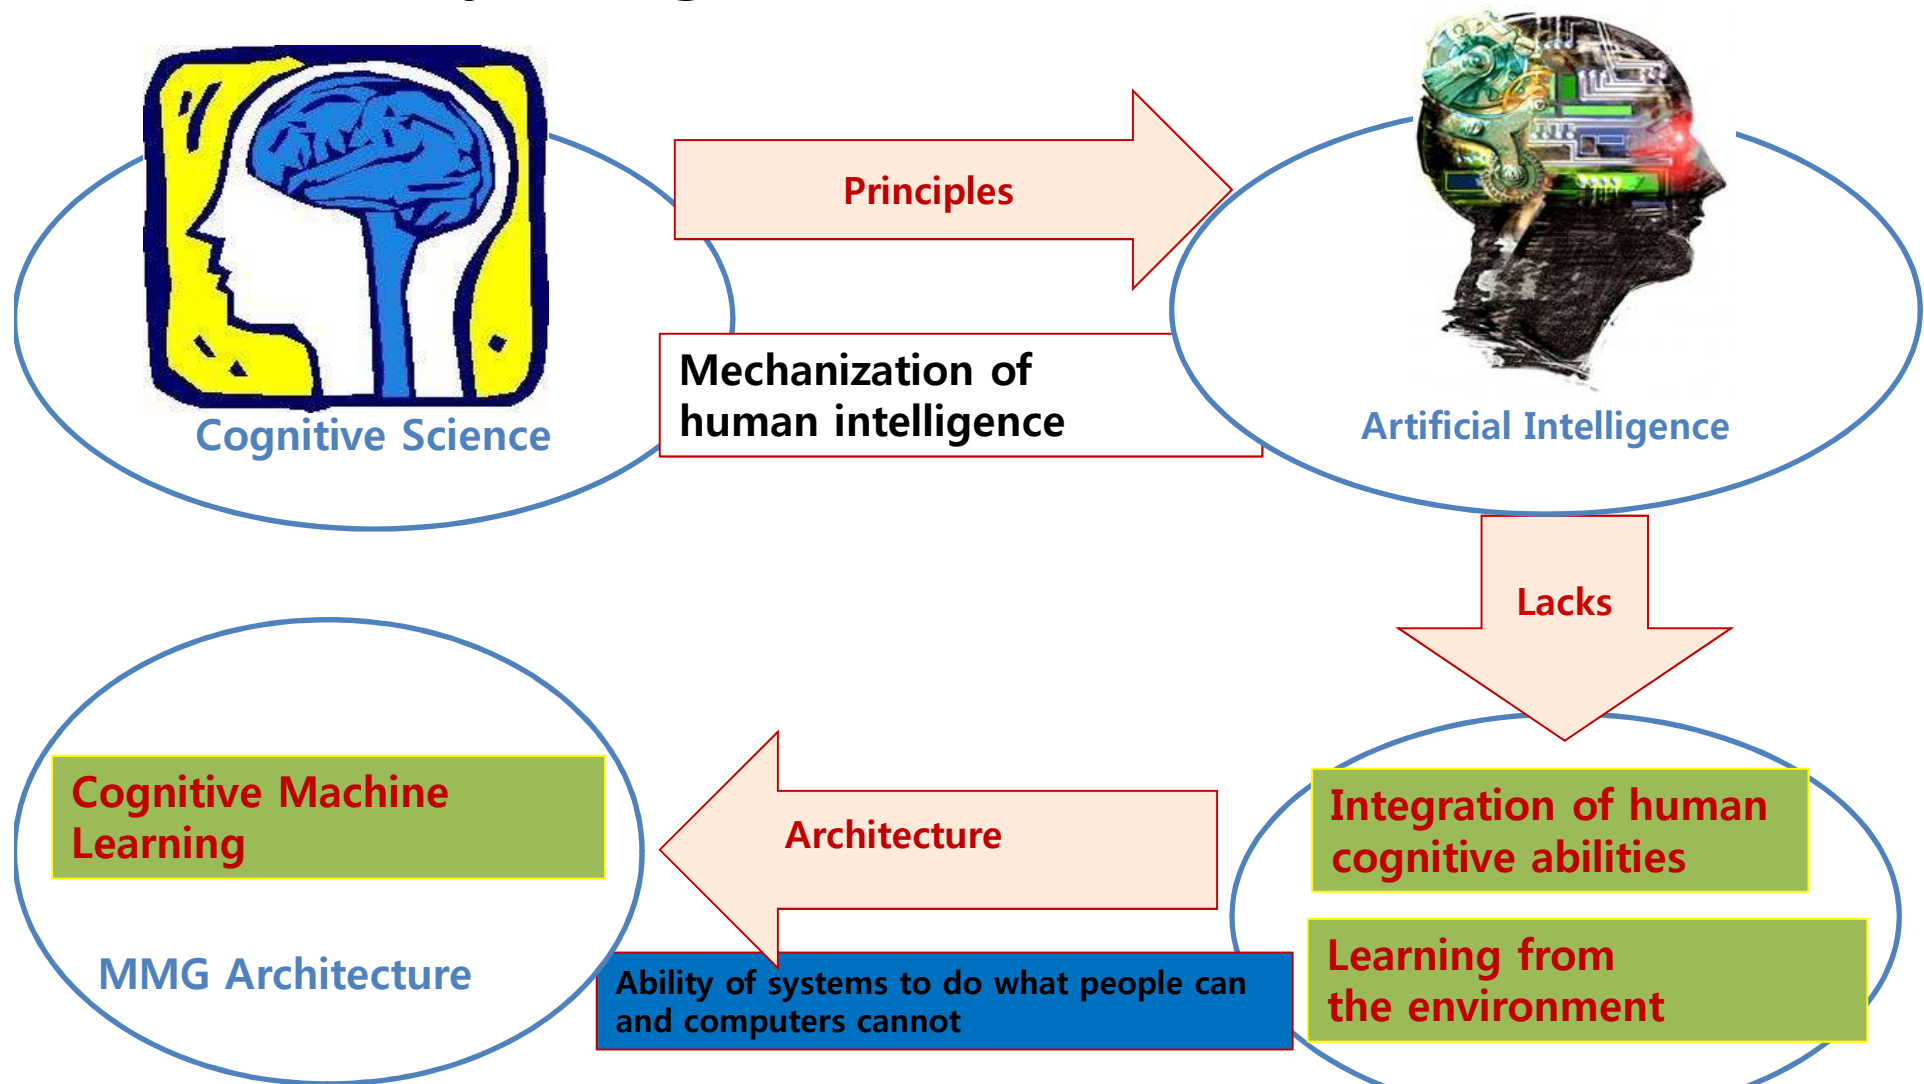 Principles
Mechanization of
human intelligence
Cognitive Science
Artificial Intelligence
Lacks
Cognitive Machine
Learning
Architecture
Integration of human
cognitive abilities
MMG Architecture
Ability of systems to do what people can
and computers cannot
Learning from
the environment